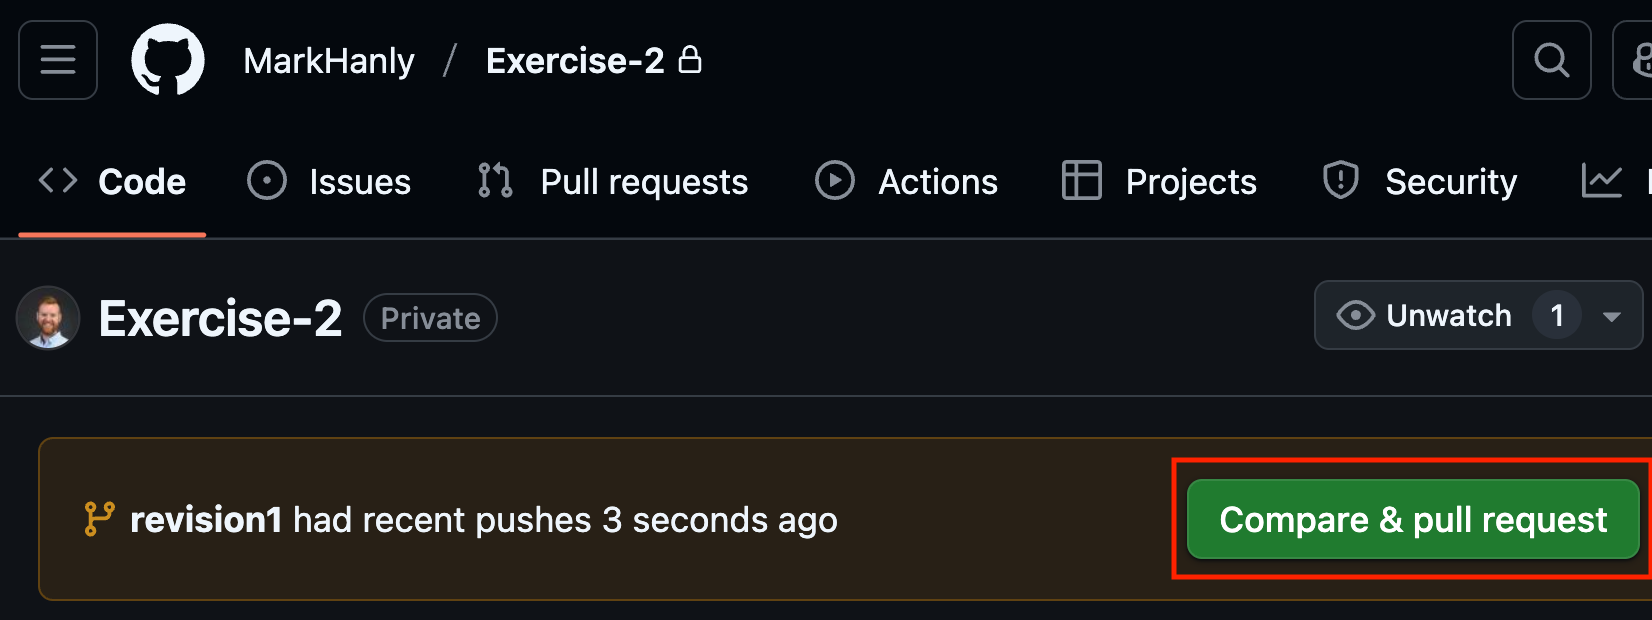 MarkHanly / Exercise-2
Code Issues Pull requests Actions Projects Security
Exercise-2 Private Unwatch 1
revision1 had recent pushes 3 seconds ago Compare & pull request